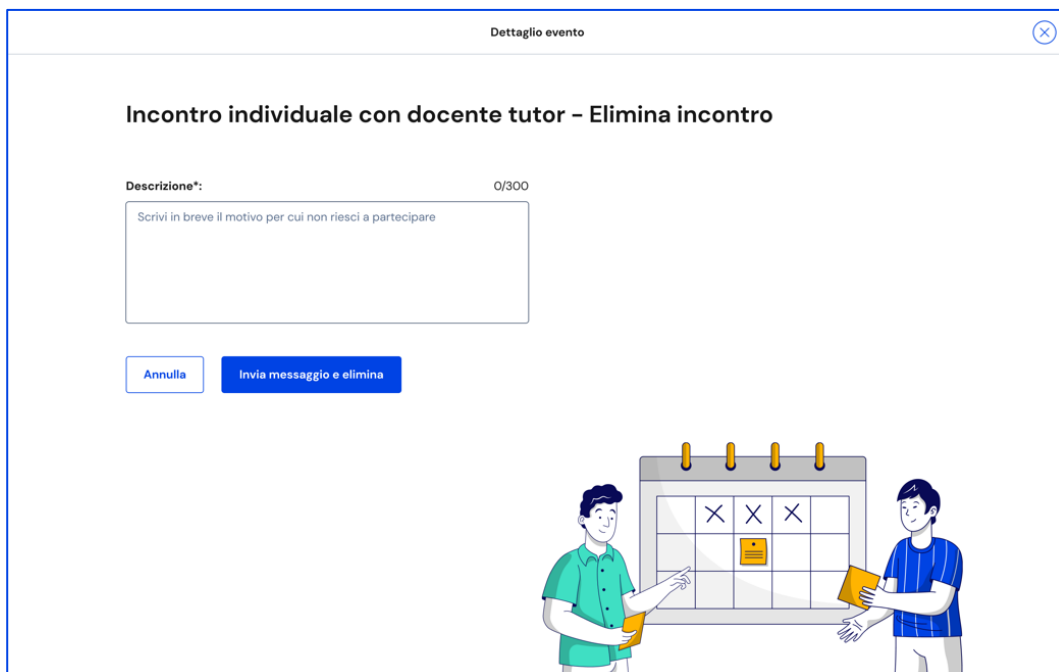 Dettaglio evento
Incontro individuale con docente tutor - Elimina incontro
Descrizione*: 0/300
Scrivi in breve il motivo per cui non riesci a partecipare
Annulla Invia messaggio e elimina